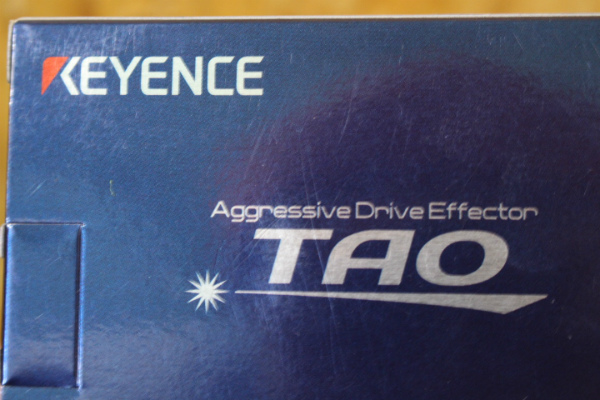 KEYENCE
Aggressive Drive Effector
TAO